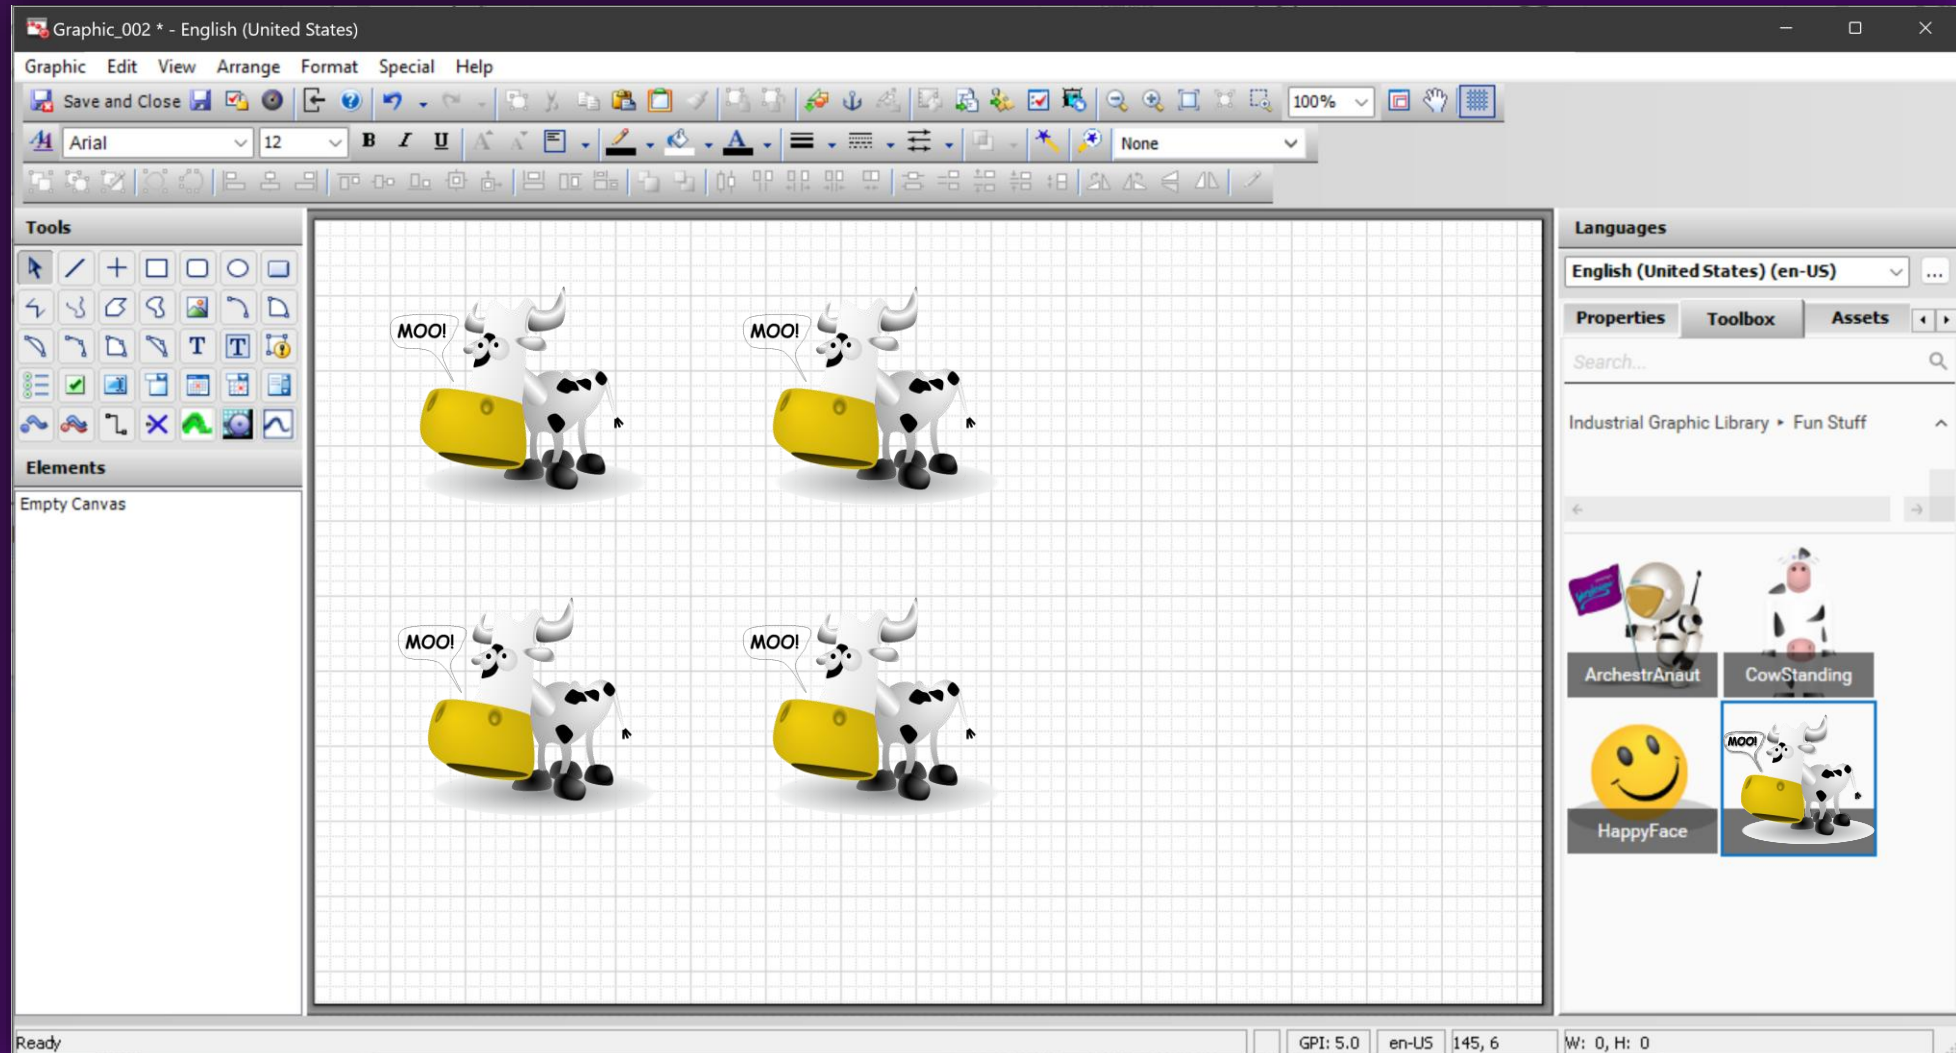 Graphic_002 * - English (United States)
Graphic Edit View Arrange Format Special Help
Save and Close
100%
Arial
12
B I U
A
None
Tools
T T
Elements
Empty Canvas
MOO!
MOO!
MOO!
MOO!
Languages
English (United States) (en-US)
...
Properties Toolbox Assets
Search...
Industrial Graphic Library ‣ Fun Stuff
ArchestrAnaut
CowStanding
HappyFace
MOO!
Ready
GPI: 5.0
en-US
145, 6
W: 0, H: 0